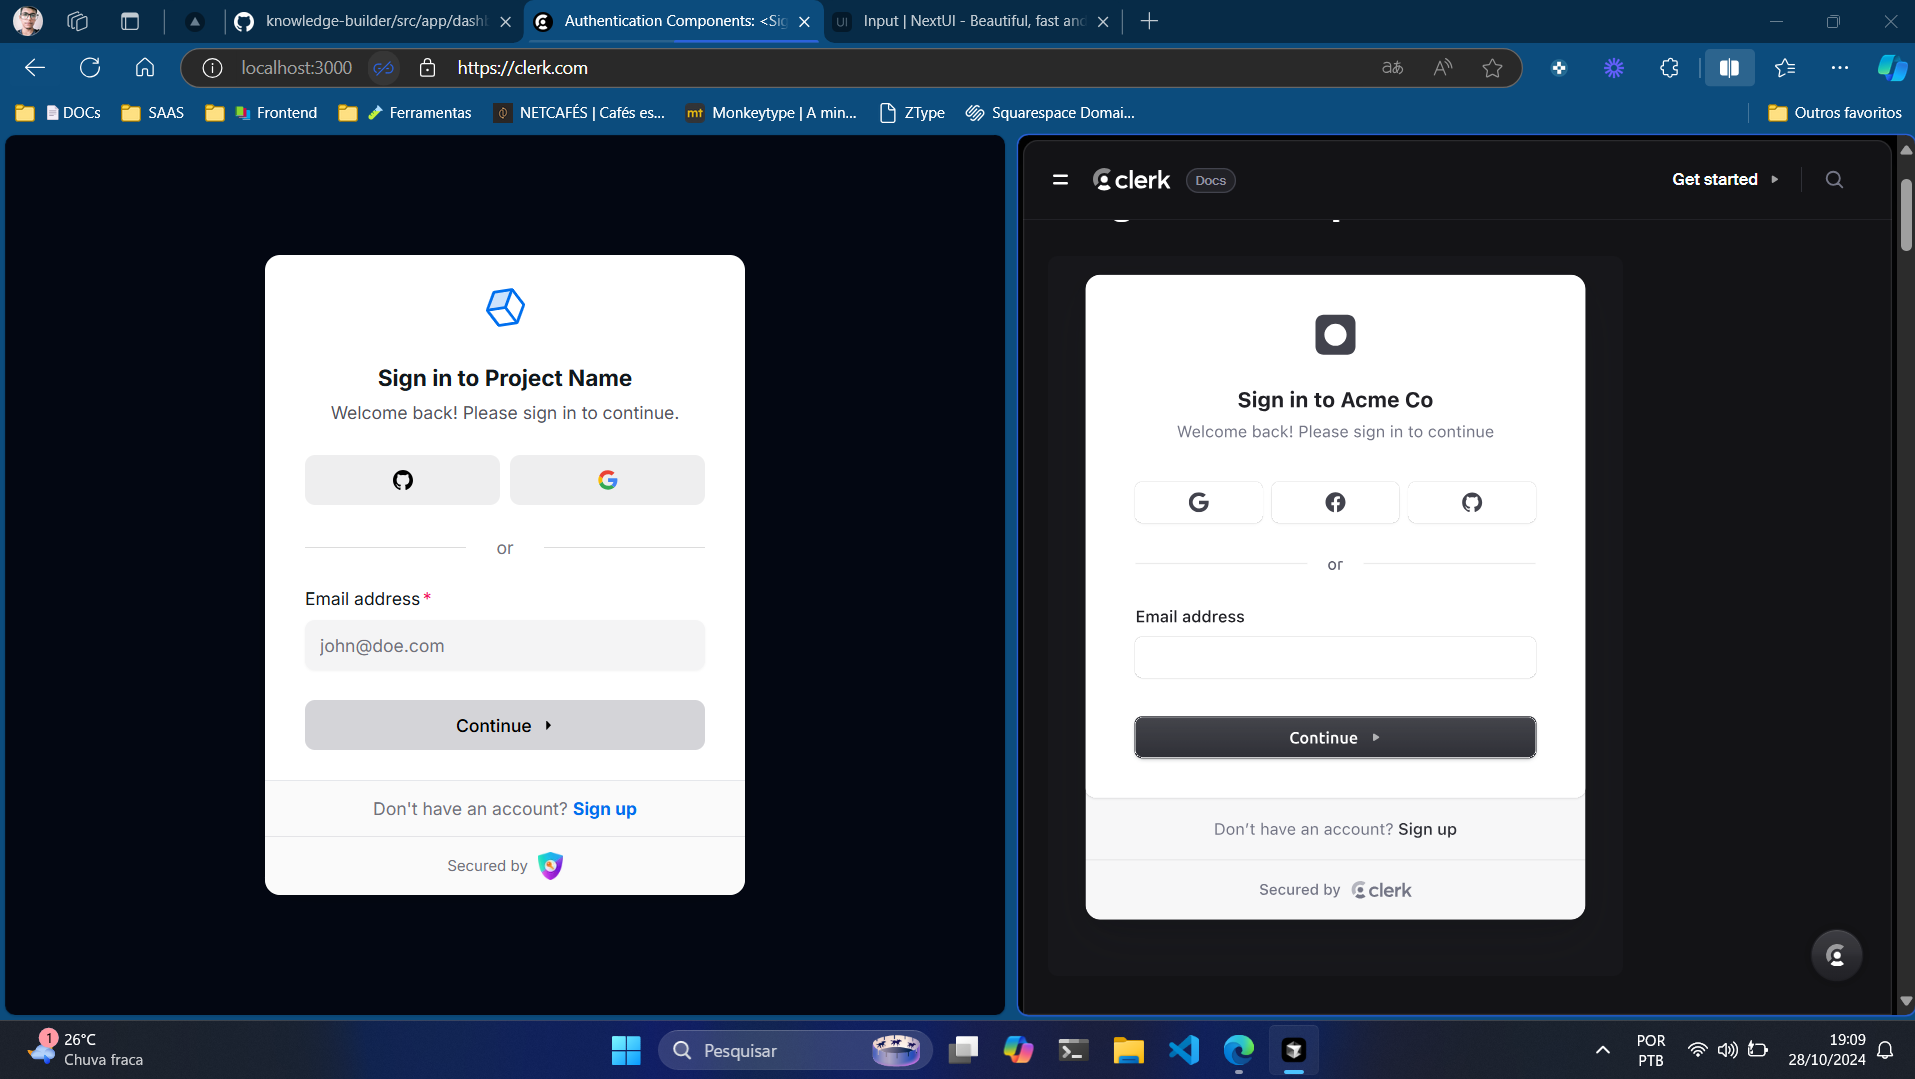 knowledge-builder/src/app/dash
Authentication Components: <Sig
Input | NextUI - Beautiful, fast and
localhost:3000
https://clerk.com
DOCs
SAAS
Frontend
Ferramentas
NETCAFÉS | Cafés es...
mt
Monkeytype | A min...
ZType
Squarespace Domai...
Outros favoritos
Sign in to Project Name
Welcome back! Please sign in to continue.
or
Email address*
john@doe.com
Continue
Don't have an account? Sign up
Secured by
clerk
Docs
Get started
Sign in to Acme Co
Welcome back! Please sign in to continue
or
Email address
Continue
Don’t have an account? Sign up
Secured by clerk
1
26°C
Chuva fraca
Pesquisar
POR
PTB
19:09
28/10/2024